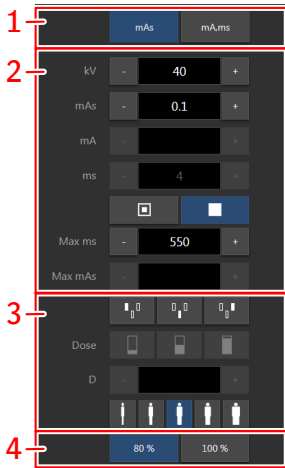 1 mAs mA,ms
2
kV - 40 +
mAs - 0.1 +
mA - +
ms - 4 +
Max ms - 550 +
Max mAs - +
3
Dose
D - +
4 80 % 100 %